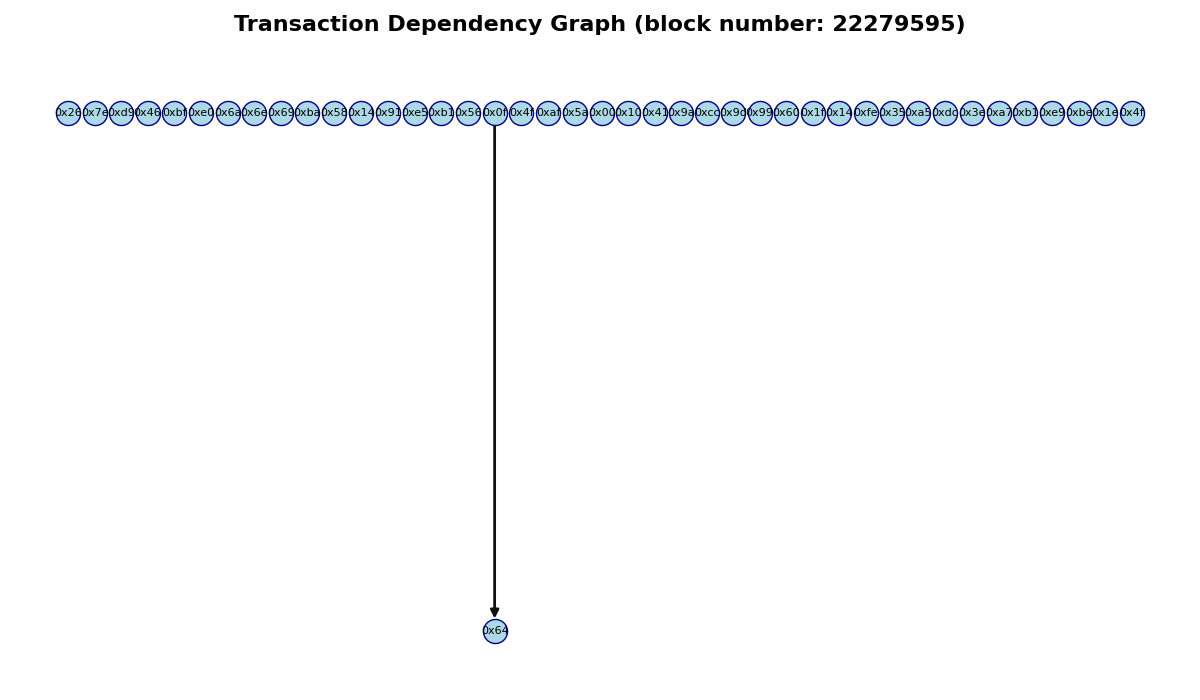 Transaction Dependency Graph (block number: 22279595)
0x26 0x7e 0xd9 0x46 0xbf 0xe0 0x6a 0x6e 0x69 0xba 0x58 0x14 0x91 0xe5 0xb1 0x56 0x0f 0x4f 0xaf 0x5a 0x00 0x10 0x41 0x9a 0xcc 0x9d 0x99 0x60 0x1f 0x14 0xfe 0x35 0xa5 0xdc 0x3e 0xa7 0xb1 0xe9 0xbe 0x1e 0x4f
0x64